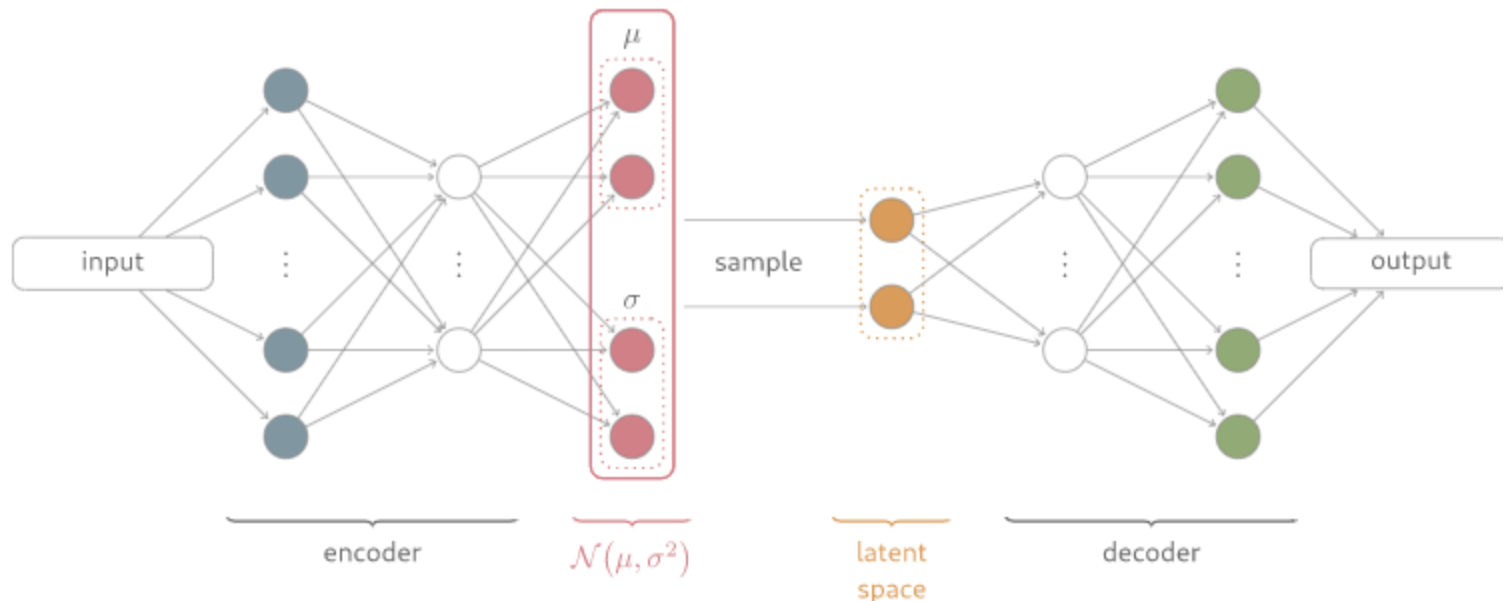 μ
input
sample
output
σ
encoder
𝒩(μ, σ²)
latent
space
decoder